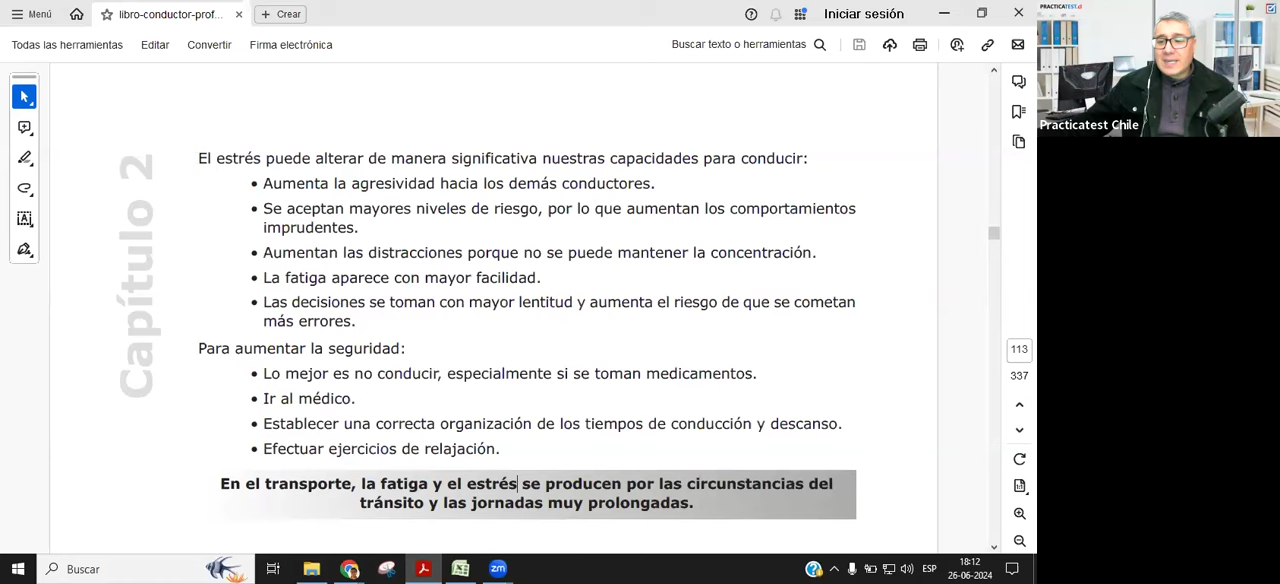 Menú
libro-conductor-prof...
Crear
Iniciar sesión
Todas las herramientas
Editar
Convertir
Firma electrónica
Buscar texto o herramientas
PRACTICATEST.cl
Practicatest Chile
Capítulo 2
El estrés puede alterar de manera significativa nuestras capacidades para conducir:
• Aumenta la agresividad hacia los demás conductores.
• Se aceptan mayores niveles de riesgo, por lo que aumentan los comportamientos
imprudentes.
• Aumentan las distracciones porque no se puede mantener la concentración.
• La fatiga aparece con mayor facilidad.
• Las decisiones se toman con mayor lentitud y aumenta el riesgo de que se cometan
más errores.
Para aumentar la seguridad:
• Lo mejor es no conducir, especialmente si se toman medicamentos.
• Ir al médico.
• Establecer una correcta organización de los tiempos de conducción y descanso.
• Efectuar ejercicios de relajación.
En el transporte, la fatiga y el estrés se producen por las circunstancias del
tránsito y las jornadas muy prolongadas.
113
337
Buscar
zm
ESP
18:12
26-06-2024